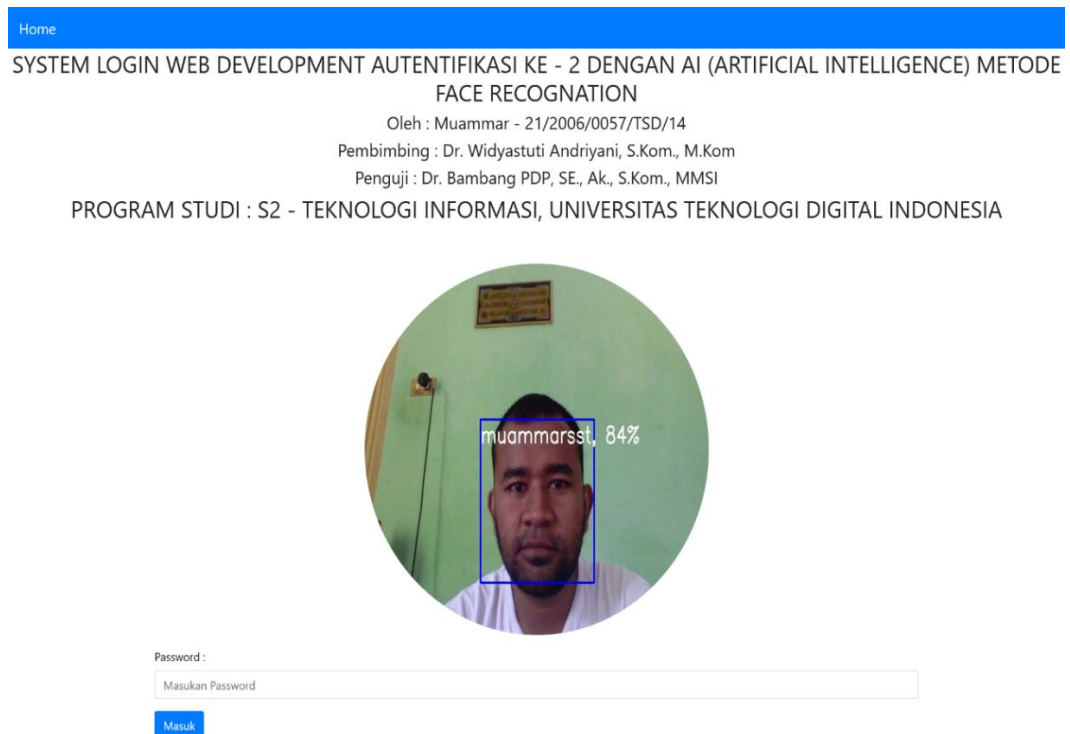 Home
SYSTEM LOGIN WEB DEVELOPMENT AUTENTIFIKASI KE - 2 DENGAN AI (ARTIFICIAL INTELLIGENCE) METODE
FACE RECOGNATION
Oleh : Muammar - 21/2006/0057/TSD/14
Pembimbing : Dr. Widyastuti Andriyani, S.Kom., M.Kom
Penguji : Dr. Bambang PDP, SE., Ak., S.Kom., MMSI
PROGRAM STUDI : S2 - TEKNOLOGI INFORMASI, UNIVERSITAS TEKNOLOGI DIGITAL INDONESIA
muammarsst, 84%
Password :
Masukan Password
Masuk